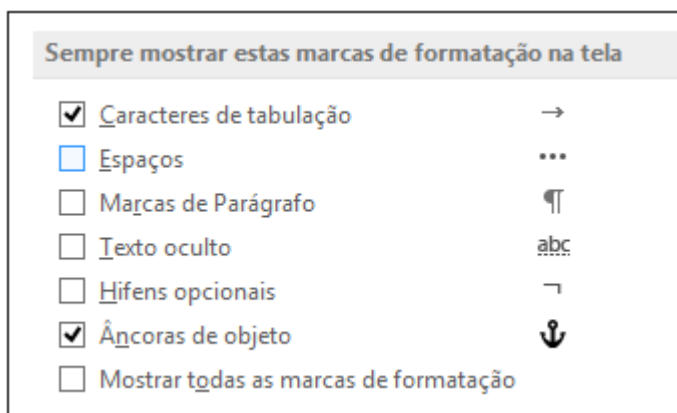 Sempre mostrar estas marcas de formatação na tela
Caracteres de tabulação →
Espaços •••
Marcas de Parágrafo ¶
Texto oculto abc
Hifens opcionais ¬
Âncoras de objeto ⚓
Mostrar todas as marcas de formatação